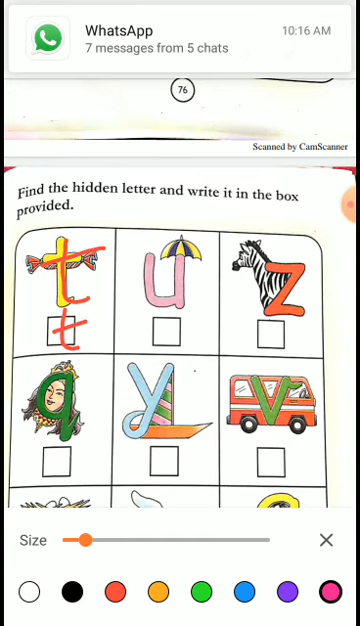 WhatsApp 10:16 AM
7 messages from 5 chats
76
Scanned by CamScanner
Find the hidden letter and write it in the box
provided.
t u z
t
q y v
Size